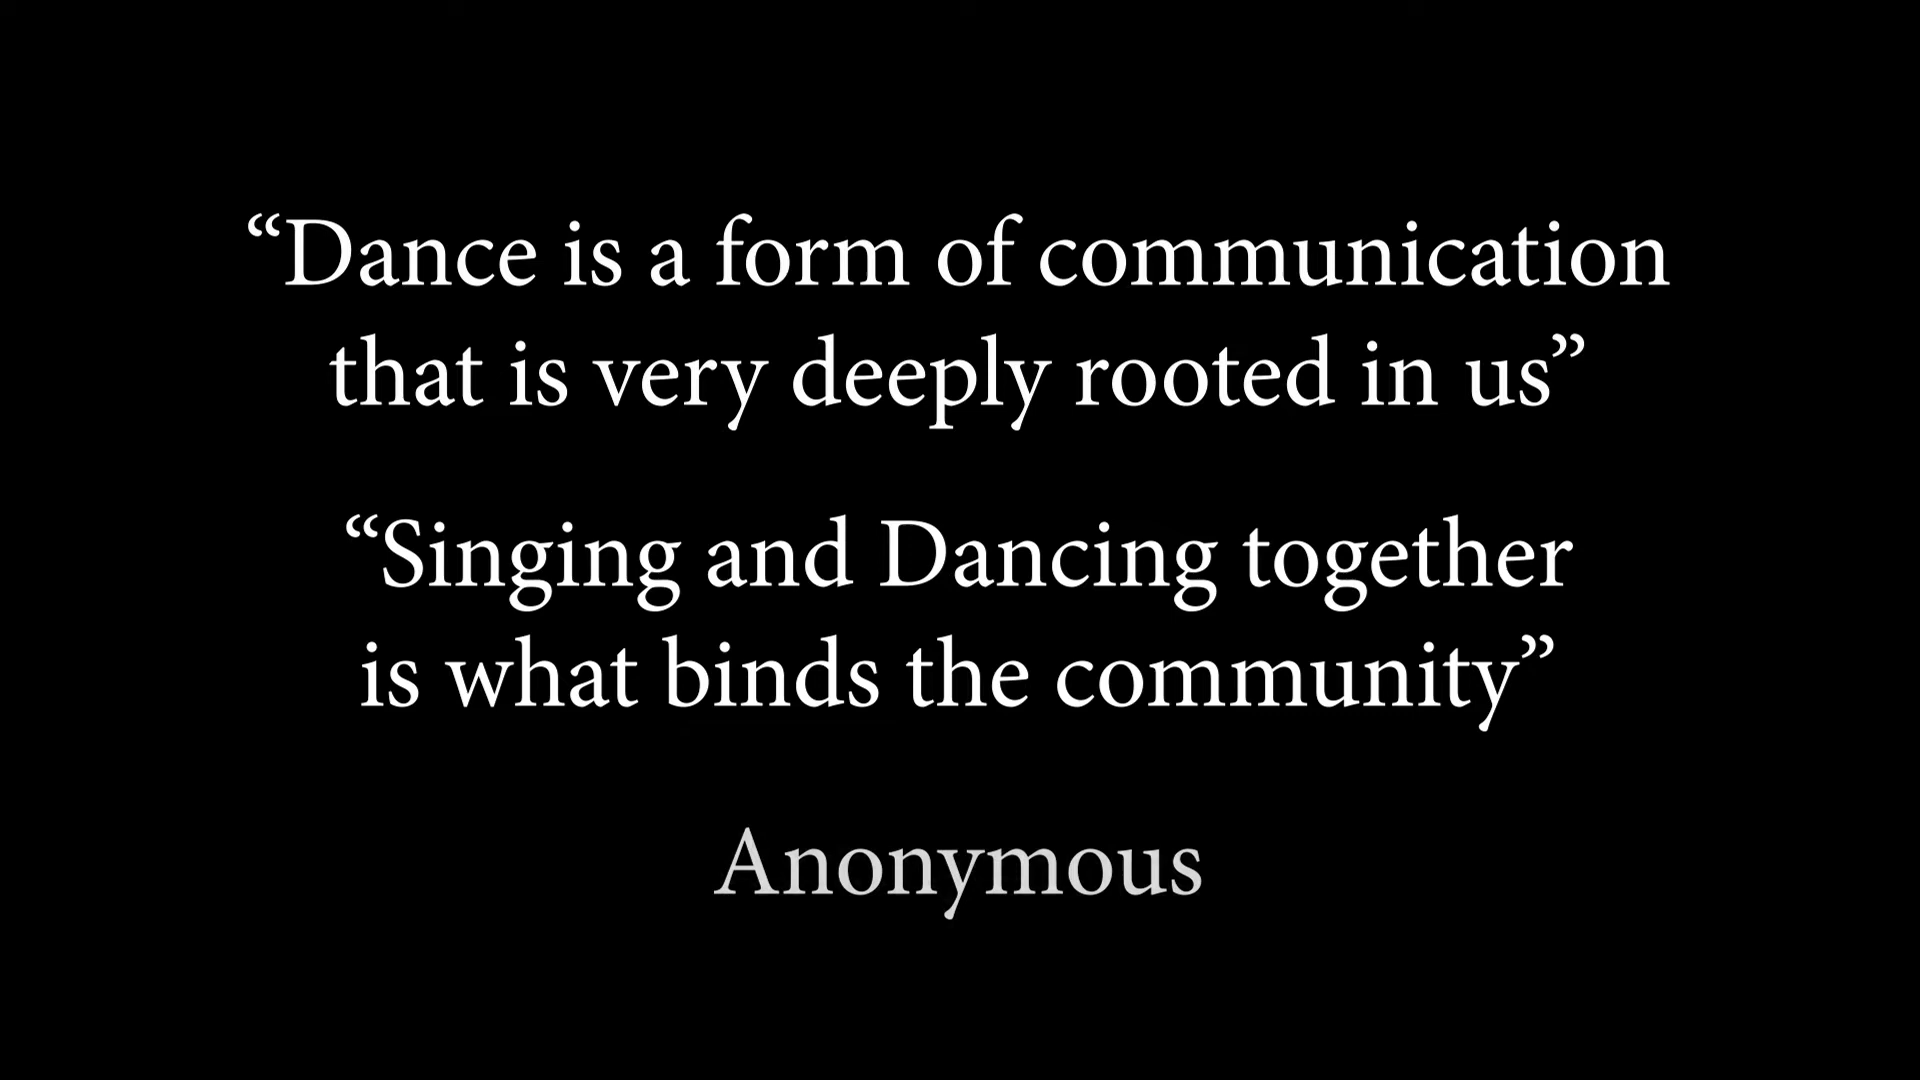 “Dance is a form of communication
that is very deeply rooted in us”
“Singing and Dancing together
is what binds the community”
Anonymous